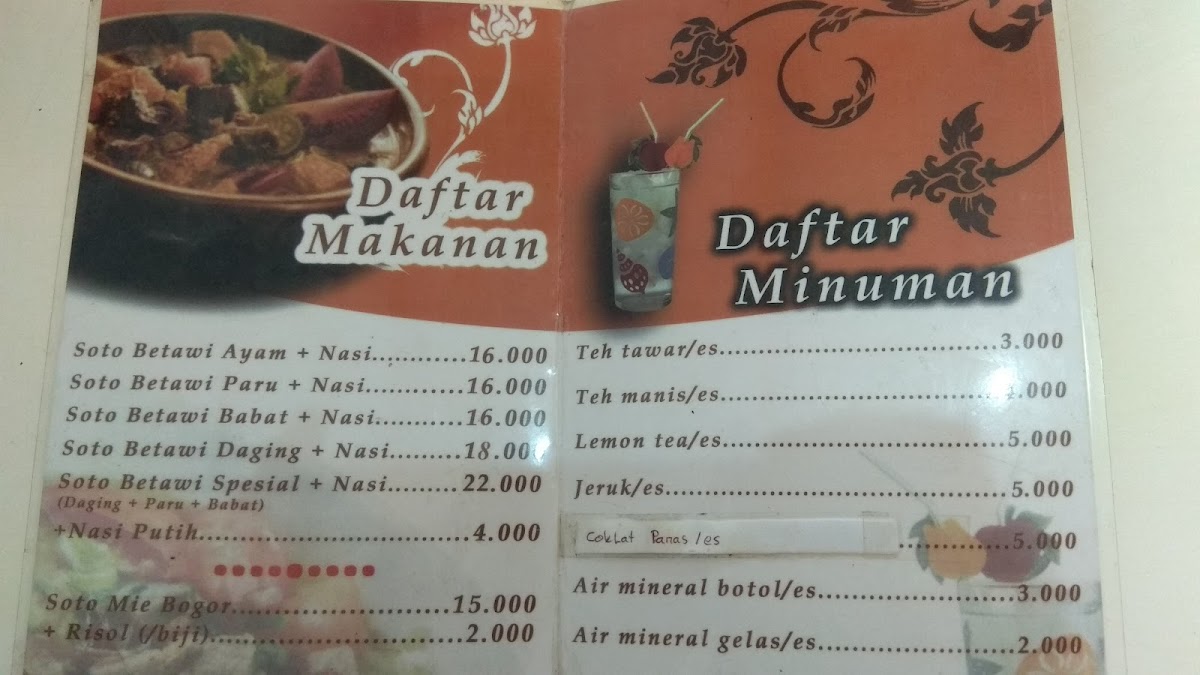 Daftar
Makanan
Soto Betawi Ayam + Nasi............16.000
Soto Betawi Paru + Nasi............16.000
Soto Betawi Babat + Nasi...........16.000
Soto Betawi Daging + Nasi.........18.000
Soto Betawi Spesial + Nasi.........22.000
(Daging + Paru + Babat)
+Nasi Putih.................................4.000
Soto Mie Bogor..........................15.000
+ Risol (/biji)..............................2.000
Daftar
Minuman
Teh tawar/es..................................3.000
Teh manis/es..................................
Lemon tea/es..................................5.000
Jeruk/es.........................................5.000
Coklat Panas /es .............5.000
Air mineral botol/es.......................3.000
Air mineral gelas/es.......................2.000